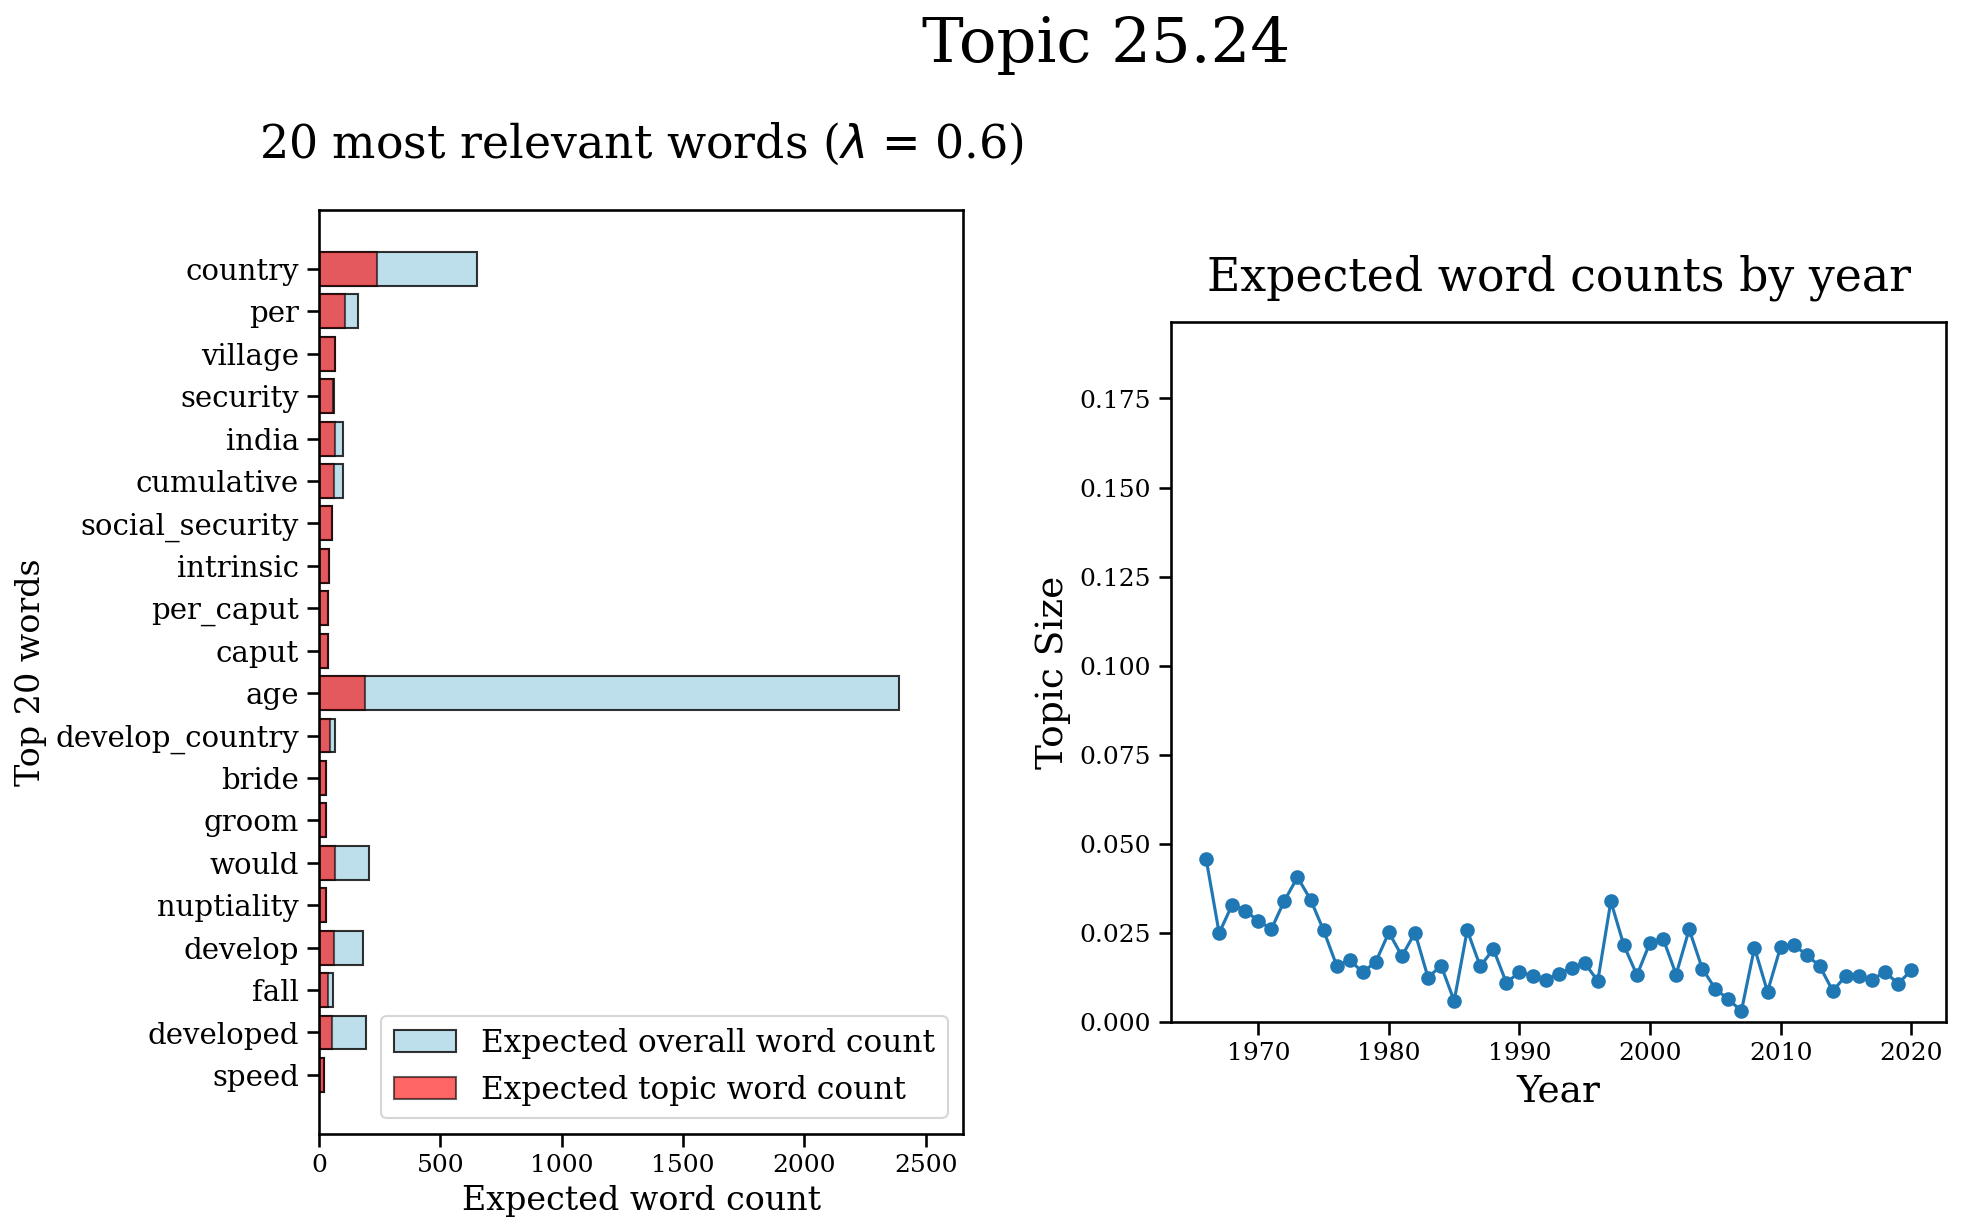 Topic 25.24
20 most relevant words (λ = 0.6)
Top 20 words
country
per
village
security
india
cumulative
social_security
intrinsic
per_caput
caput
age
develop_country
bride
groom
would
nuptiality
develop
fall
developed
speed
Expected overall word count
Expected topic word count
0 500 1000 1500 2000 2500
Expected word count
Expected word counts by year
Topic Size
0.175
0.150
0.125
0.100
0.075
0.050
0.025
0.000
1970 1980 1990 2000 2010 2020
Year